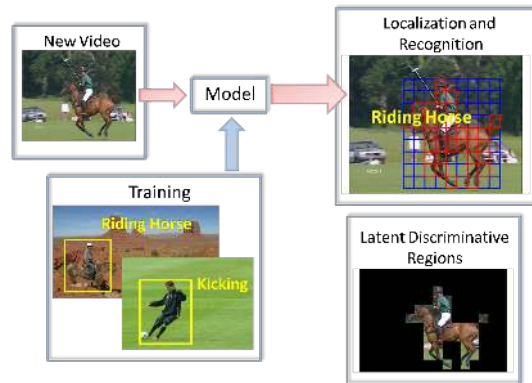 New Video
Model
Localization and
Recognition
Riding Horse
Training
Riding Horse
Kicking
Latent Discriminative
Regions